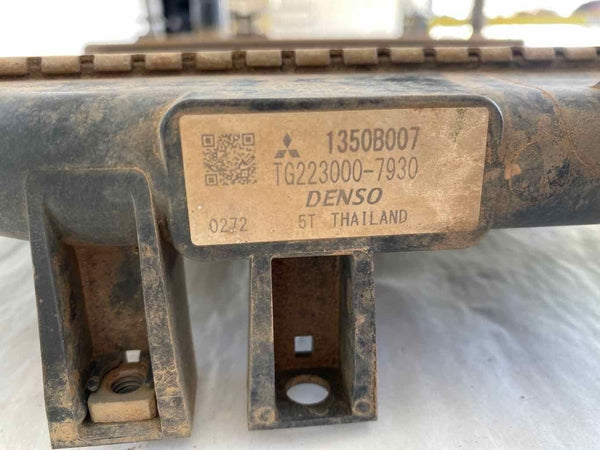 1350B007
TG223000-7930
DENSO
0272 5T THAILAND